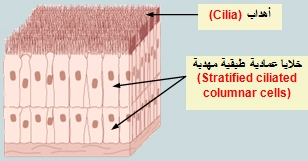 أهداب (Cilia)
خلايا عمادية طبقية مهدبة
(Stratified ciliated
columnar cells)